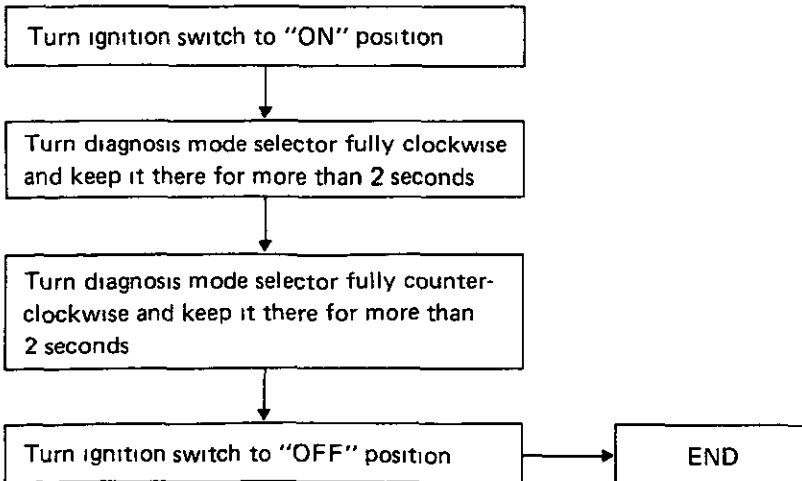 Turn ignition switch to "ON" position
Turn diagnosis mode selector fully clockwise
and keep it there for more than 2 seconds
Turn diagnosis mode selector fully counter-
clockwise and keep it there for more than
2 seconds
Turn ignition switch to "OFF" position
END